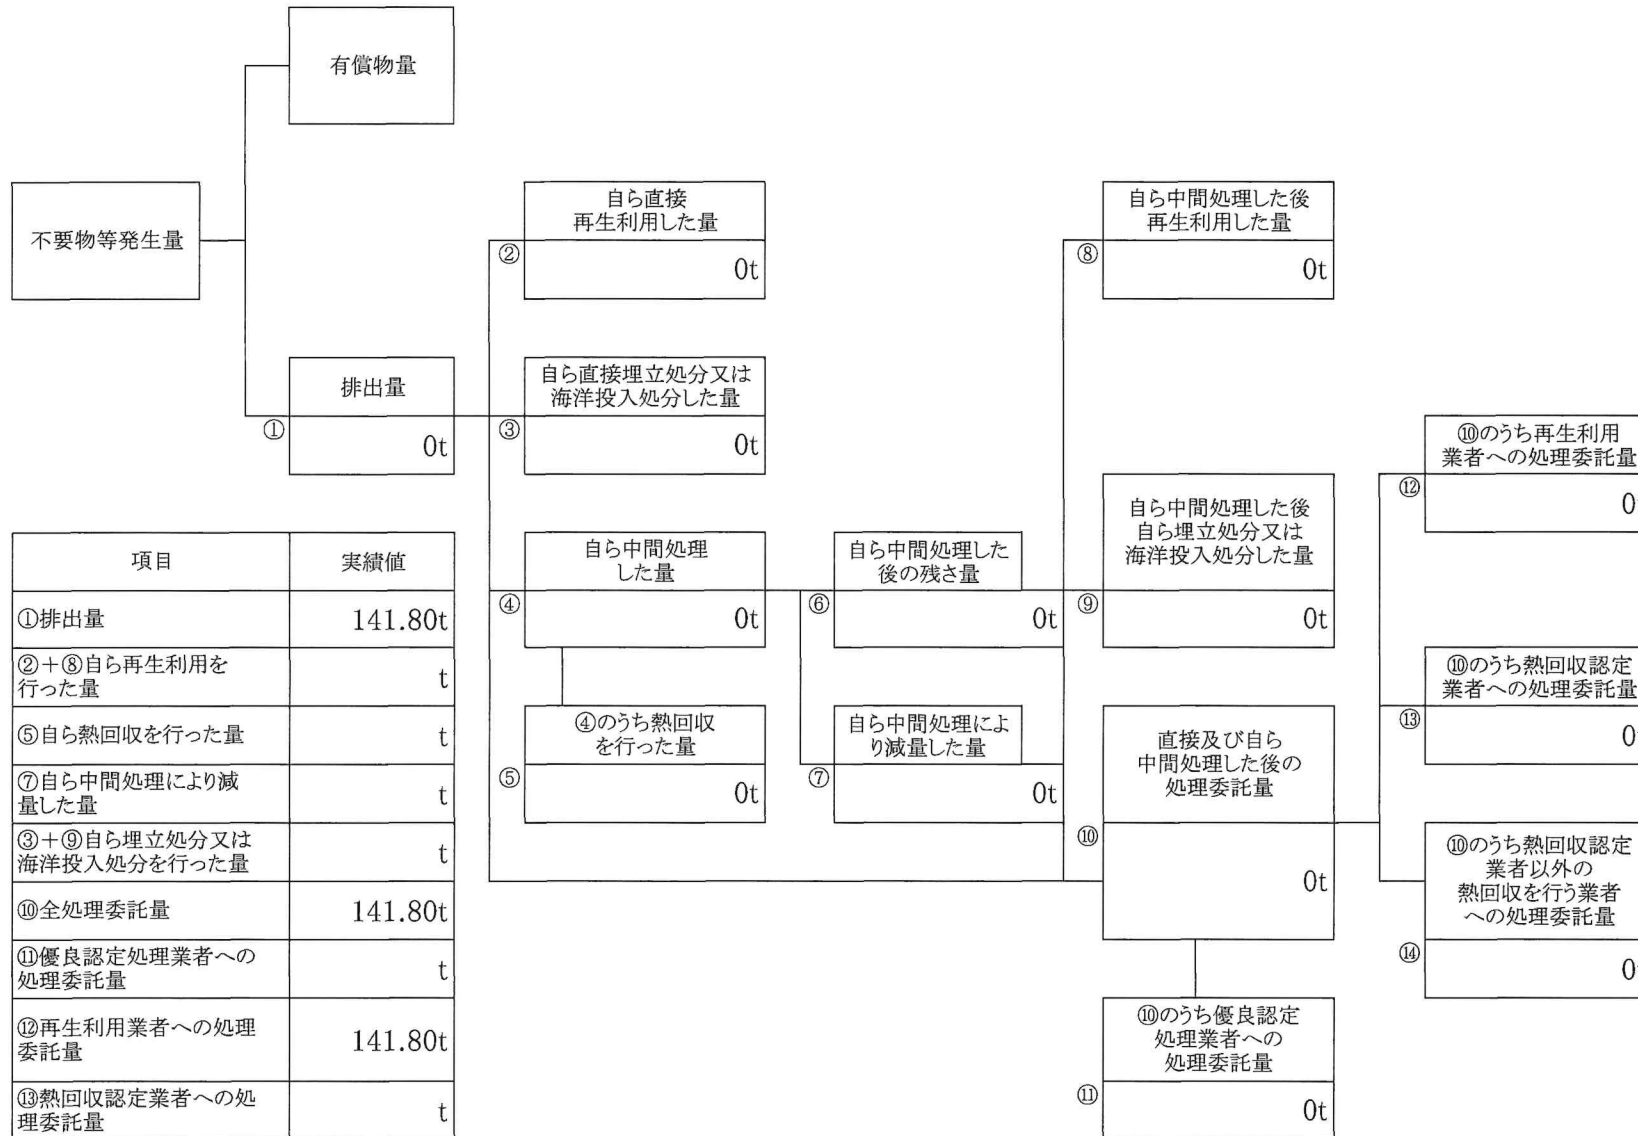 有償物量
不要物等発生量
自ら直接
再生利用した量
②
0t
自ら中間処理した後
再生利用した量
⑧
0t
排出量
①
0t
自ら直接埋立処分又は
海洋投入処分した量
③
0t
⑩のうち再生利用
業者への処理委託量
⑫
0
自ら中間処理
した量
④
0t
自ら中間処理した
後の残さ量
⑥
0t
自ら中間処理した後
自ら埋立処分又は
海洋投入処分した量
⑨
0t
⑩のうち熱回収認定
業者への処理委託量
⑬
0
④のうち熱回収
を行った量
⑤
0t
自ら中間処理によ
り減量した量
⑦
0t
直接及び自ら
中間処理した後の
処理委託量
⑩
0t
⑩のうち熱回収認定
業者以外の
熱回収を行う業者
への処理委託量
⑭
0
⑩のうち優良認定
処理業者への
処理委託量
⑪
0t
項目 実績値
①排出量 141.80t
②+⑧自ら再生利用を
行った量 t
⑤自ら熱回収を行った量 t
⑦自ら中間処理により減
量した量 t
③+⑨自ら埋立処分又は
海洋投入処分を行った量 t
⑩全処理委託量 141.80t
⑪優良認定処理業者への
処理委託量 t
⑫再生利用業者への処理
委託量 141.80t
⑬熱回収認定業者への処
理委託量 t